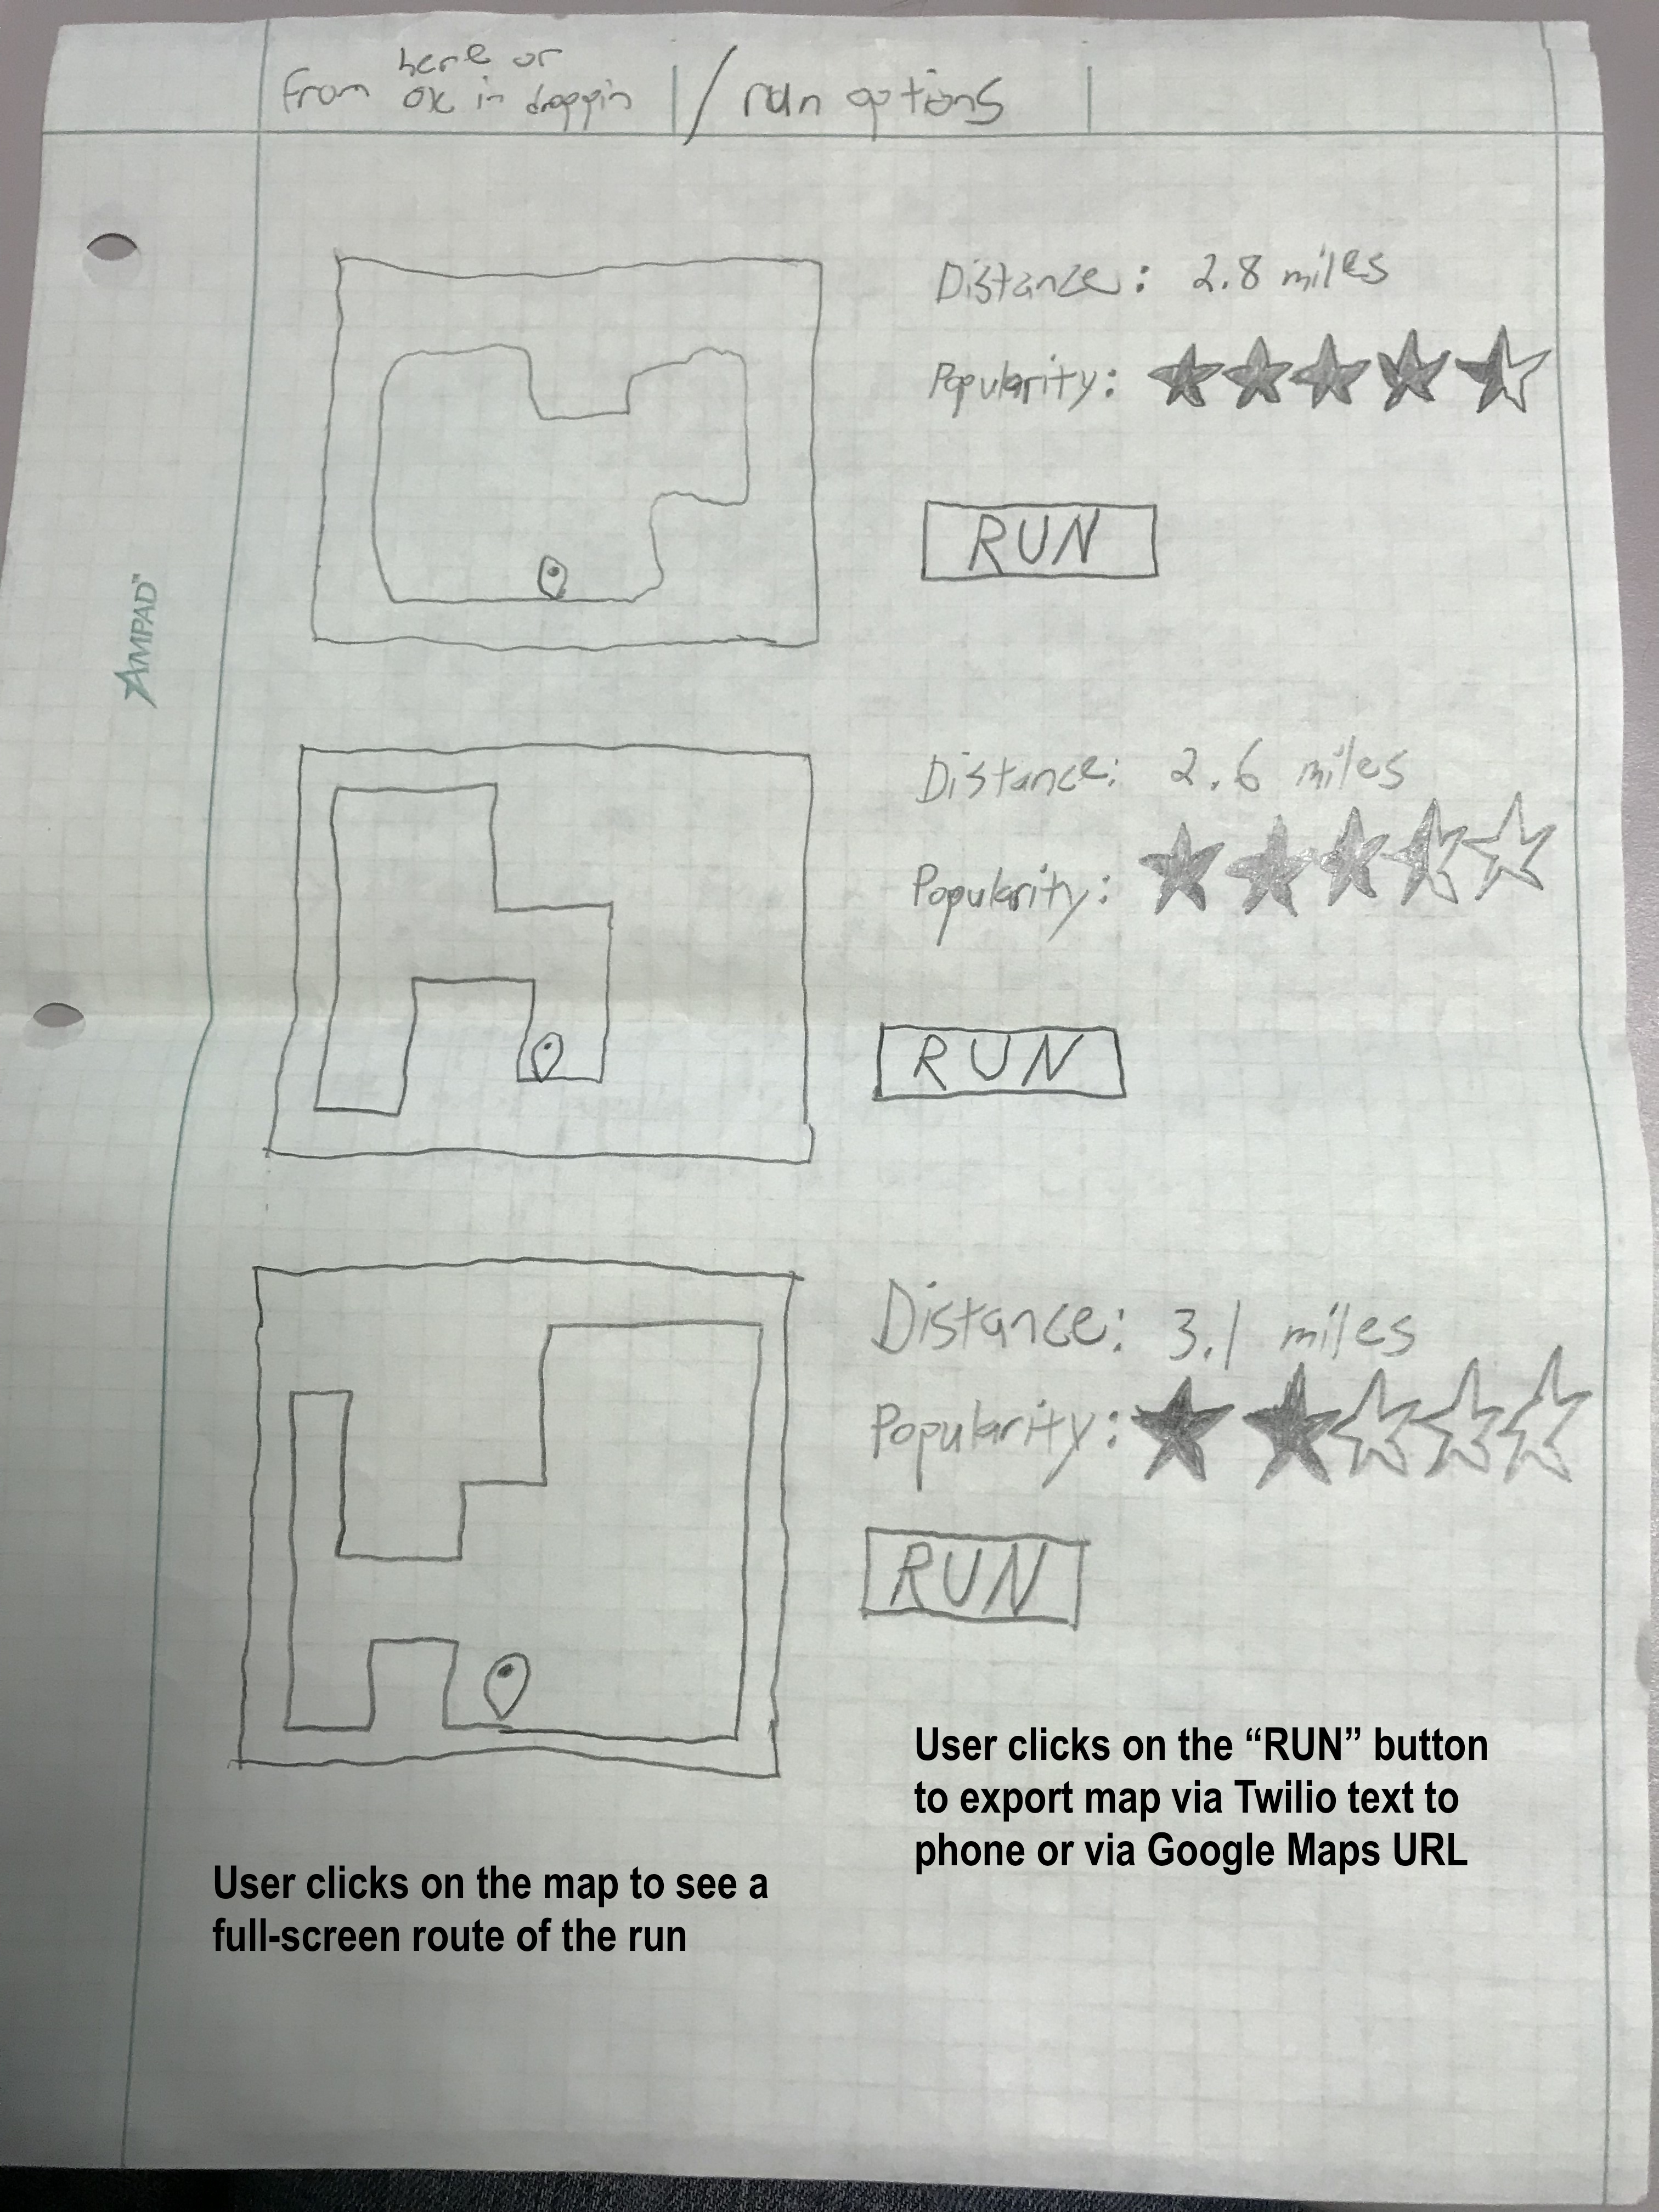 here or
From OK in droppin / run options
Distance: 2.8 miles
Popularity:
RUN
AMPAD™
Distance: 2.6 miles
Popularity:
RUN
Distance: 3.1 miles
Popularity:
RUN
User clicks on the “RUN” button
to export map via Twilio text to
phone or via Google Maps URL
User clicks on the map to see a
full-screen route of the run